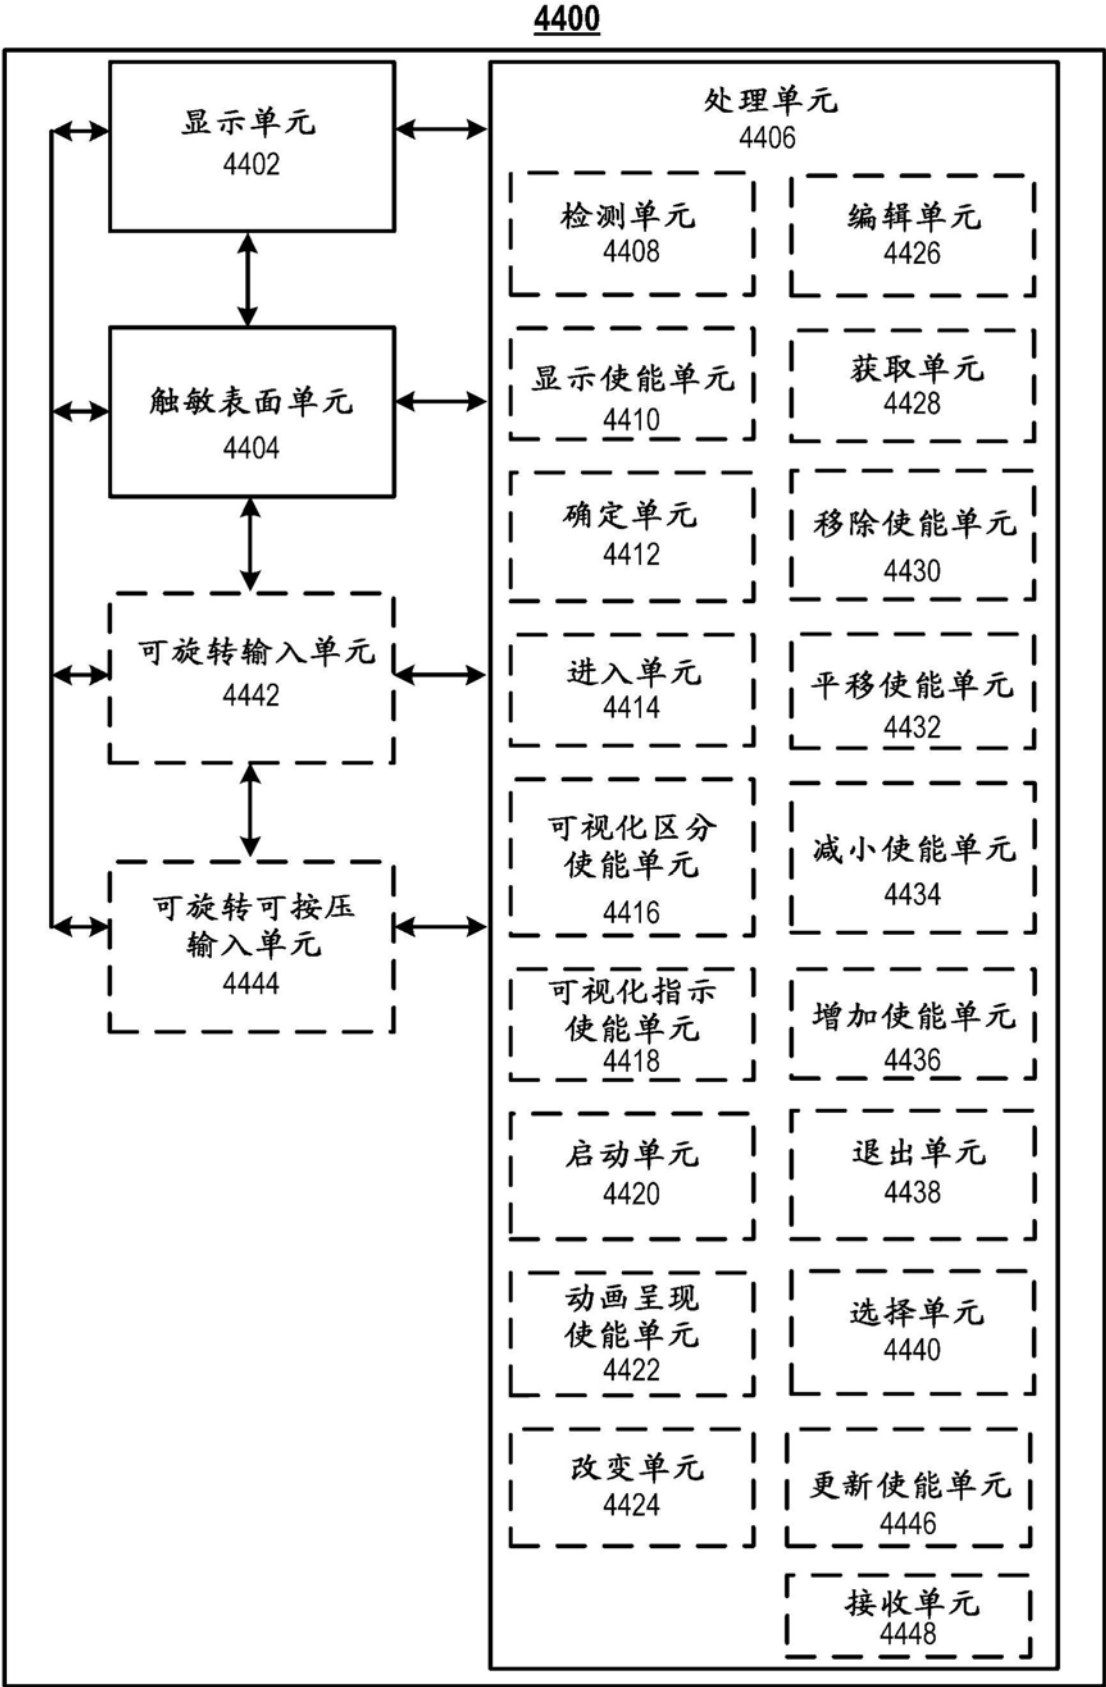 4400
显示单元
4402
触敏表面单元
4404
可旋转输入单元
4442
可旋转可按压
输入单元
4444
处理单元
4406
检测单元
4408
显示使能单元
4410
确定单元
4412
进入单元
4414
可视化区分
使能单元
4416
可视化指示
使能单元
4418
启动单元
4420
动画呈现
使能单元
4422
改变单元
4424
编辑单元
4426
获取单元
4428
移除使能单元
4430
平移使能单元
4432
减小使能单元
4434
增加使能单元
4436
退出单元
4438
选择单元
4440
更新使能单元
4446
接收单元
4448